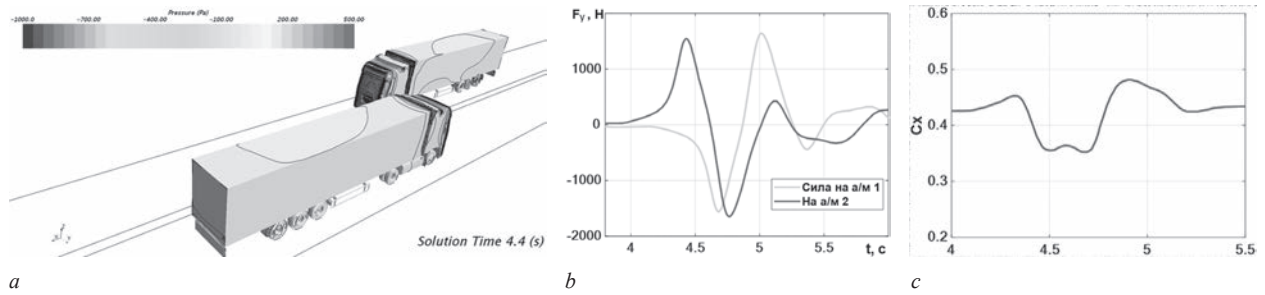 Pressure (Pa)
-1000.0 -700.00 -400.00 -100.00 200.00 500.00
Solution Time 4.4 (s)
a
Fy , Н
1000
0
-1000
-2000
4 4.5 5 5.5
t, с
Сила на а/м 1
На а/м 2
b
Cx
0.6
0.5
0.4
0.3
0.2
4 4.5 5 5.5
c